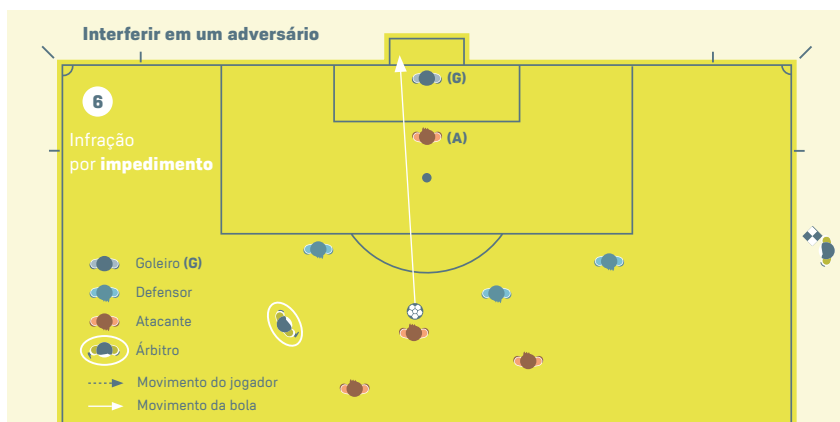 Interferir em um adversário
(G)
6
(A)
Infração
por impedimento
Goleiro (G)
Defensor
Atacante
Árbitro
Movimento do jogador
Movimento da bola